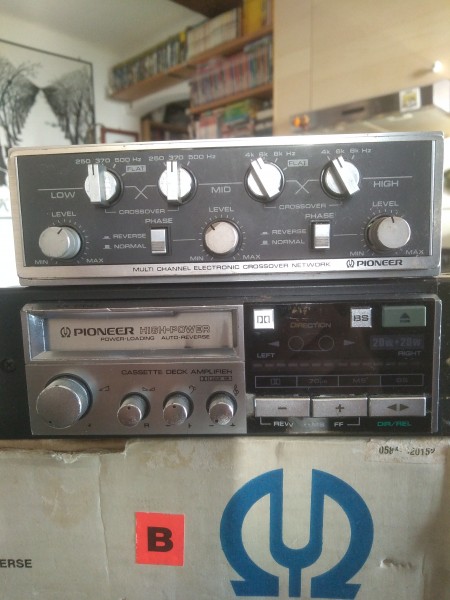 250 370 500 Hz
250 370 500 Hz
4k 6k 8k Hz
4k 6k 8k Hz
FLAT
FLAT
LOW
MID
HIGH
CROSSOVER
CROSSOVER
LEVEL
PHASE
LEVEL
PHASE
LEVEL
REVERSE
NORMAL
REVERSE
NORMAL
MIN MAX
MIN MAX
MIN MAX
MULTI CHANNEL ELECTRONIC CROSSOVER NETWORK
PIONEER
PIONEER HIGH-POWER
POWER-LOADING AUTO-REVERSE
CASSETTE DECK AMPLIFIER
DIRECTION
BS
LEFT
RIGHT
20W+20W
− + ◄►
REW
FF
DIR/REL
B
ERSE